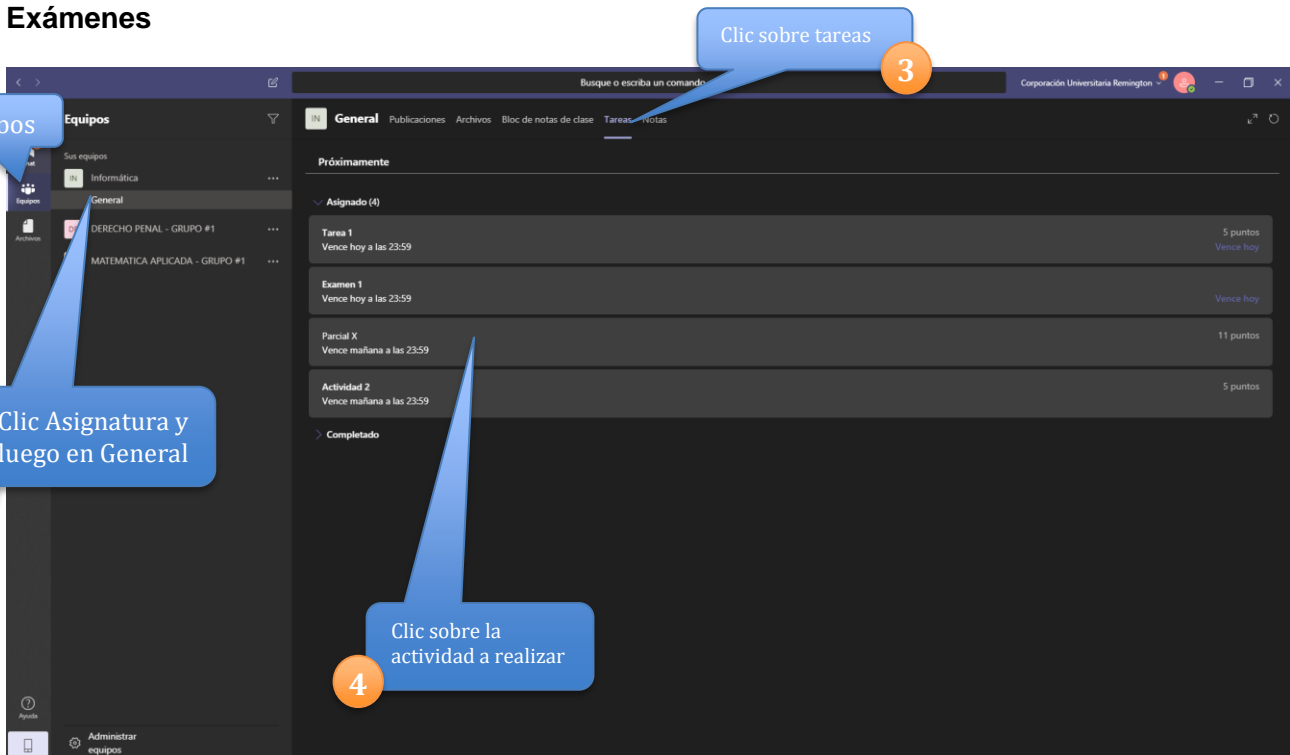 Exámenes
Clic sobre tareas
3
Busque o escriba un comando
Corporación Universitaria Remington
Equipos
IN General Publicaciones Archivos Bloc de notas de clase Tareas Notas
Sus equipos
IN Informática
General
DERECHO PENAL - GRUPO #1
MATEMATICA APLICADA - GRUPO #1
Equipos
Archivos
Clic Asignatura y
luego en General
Próximamente
Asignado (4)
Tarea 1
5 puntos
Vence hoy a las 23:59
Vence hoy
Examen 1
Vence hoy a las 23:59
Vence hoy
Parcial X
11 puntos
Vence mañana a las 23:59
Actividad 2
5 puntos
Vence mañana a las 23:59
Completado
Clic sobre la
actividad a realizar
4
Ayuda
Administrar
equipos